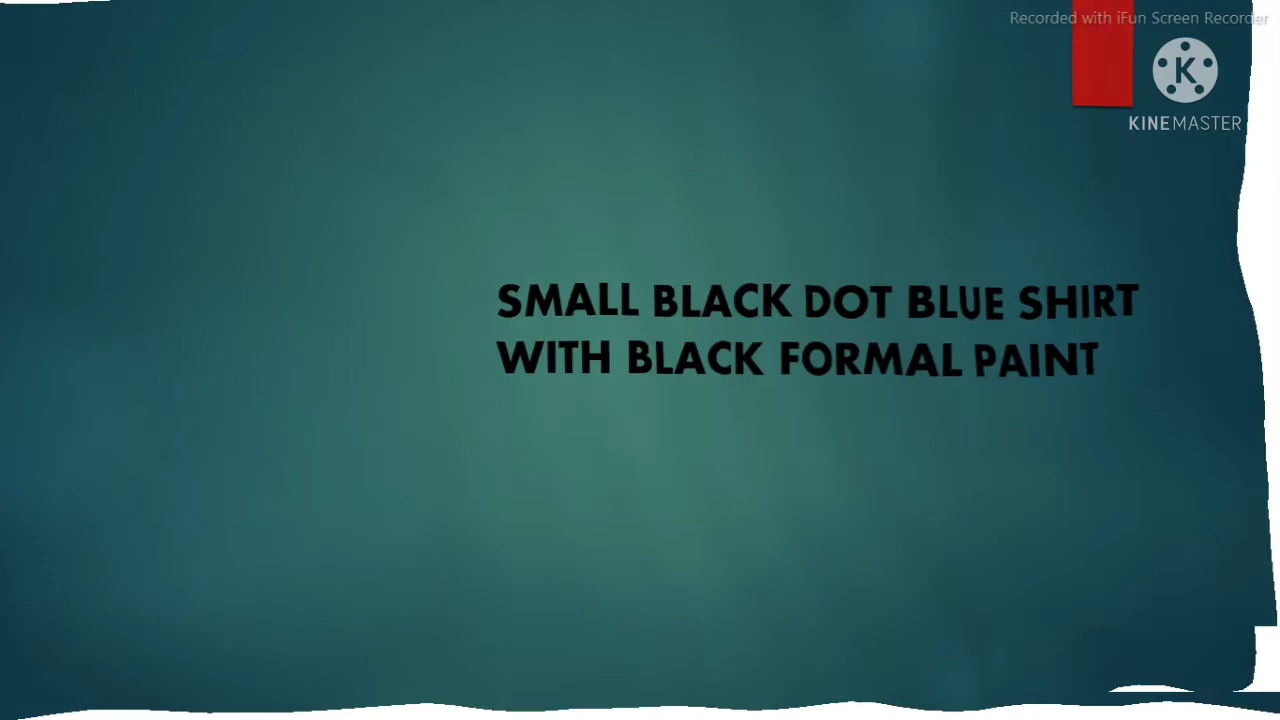 Recorded with iFun Screen Recorder
K
KINEMASTER
SMALL BLACK DOT BLUE SHIRT
WITH BLACK FORMAL PAINT